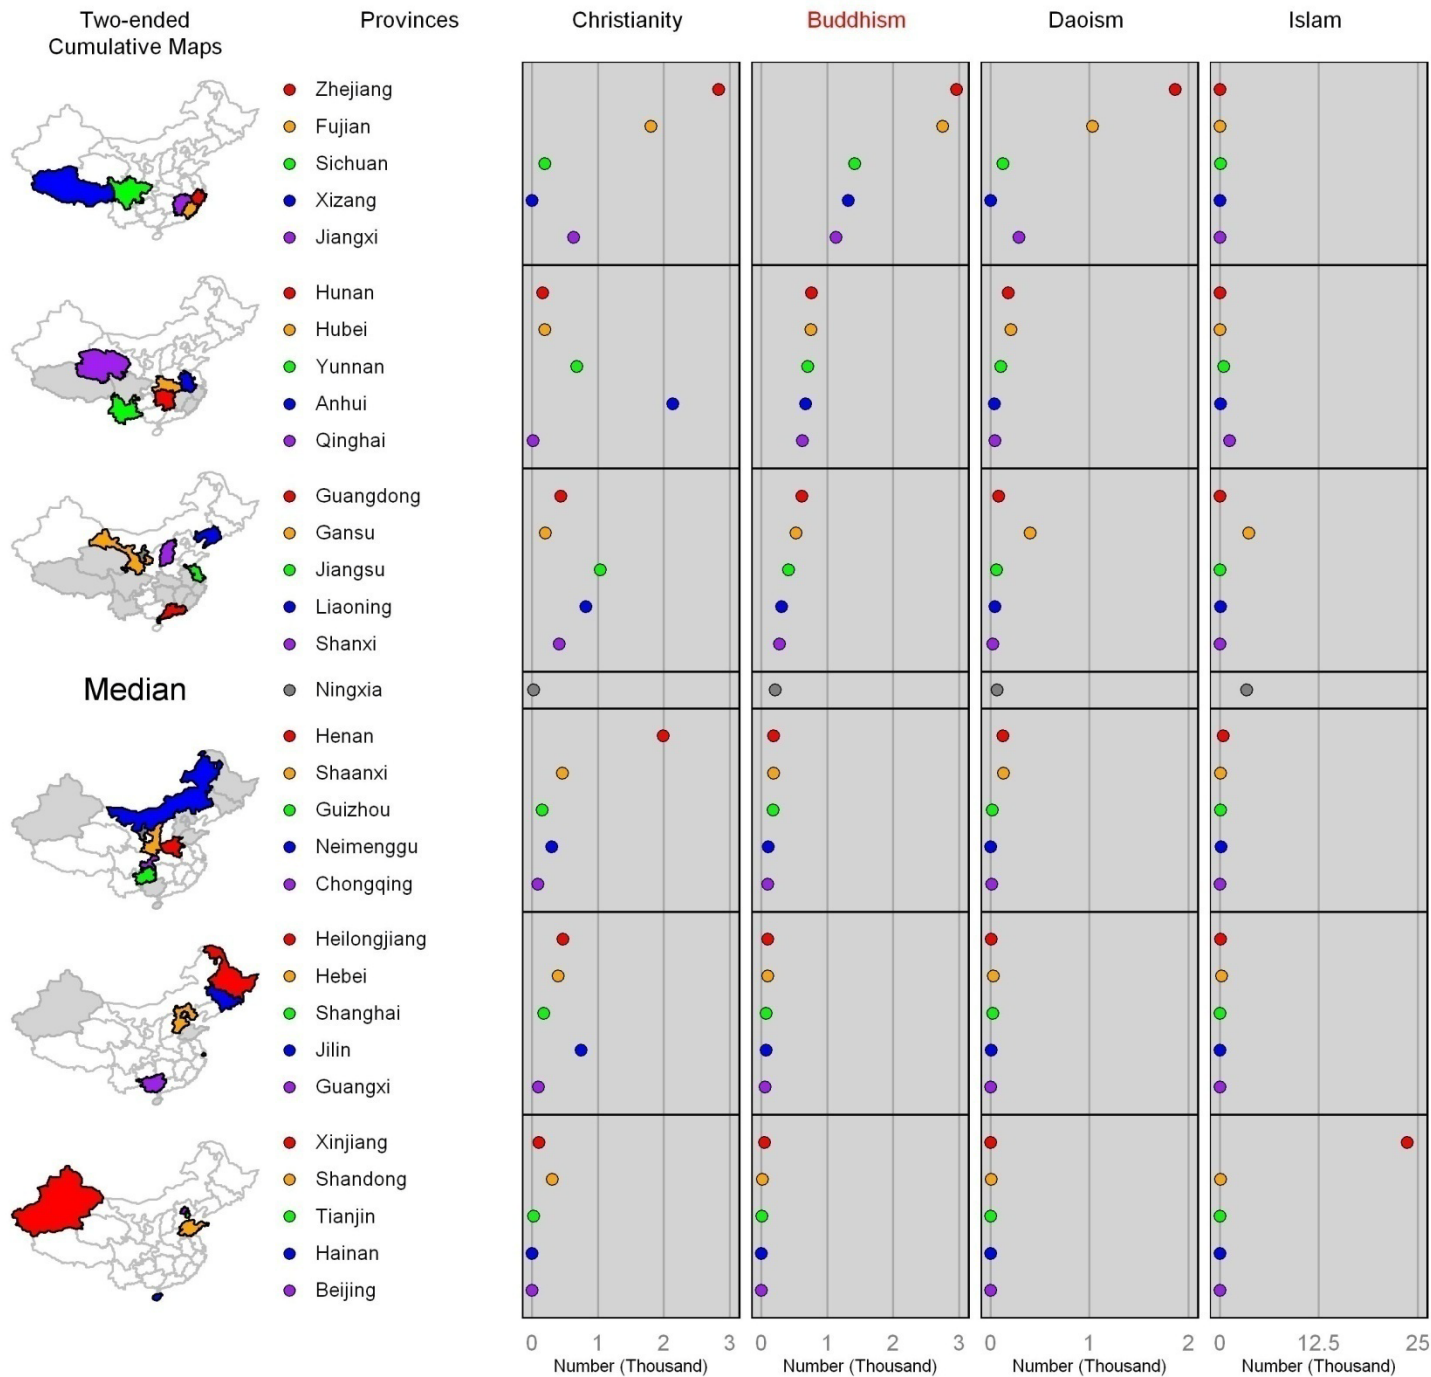 Two-ended
Cumulative Maps
Provinces
Christianity
Buddhism
Daoism
Islam
Zhejiang
Fujian
Sichuan
Xizang
Jiangxi
Hunan
Hubei
Yunnan
Anhui
Qinghai
Guangdong
Gansu
Jiangsu
Liaoning
Shanxi
Median
Ningxia
Henan
Shaanxi
Guizhou
Neimenggu
Chongqing
Heilongjiang
Hebei
Shanghai
Jilin
Guangxi
Xinjiang
Shandong
Tianjin
Hainan
Beijing
0 1 2 3
Number (Thousand)
0 1 2 3
Number (Thousand)
0 1 2
Number (Thousand)
0 12.5 25
Number (Thousand)